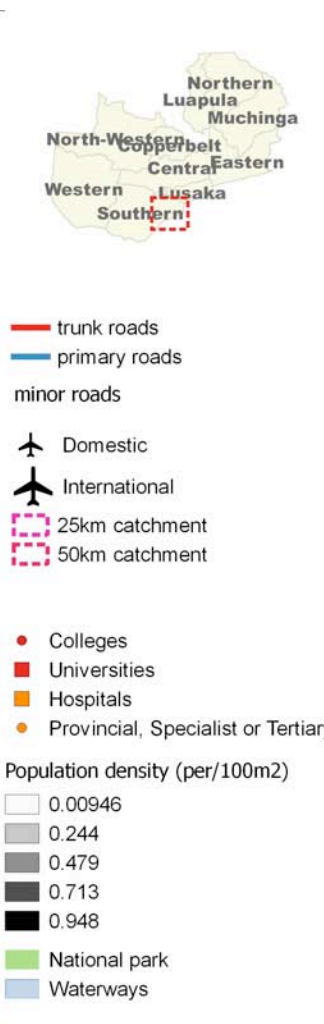 Northern
Luapula
Muchinga
North-Western
Copperbelt
Central
Eastern
Western
Lusaka
Southern
trunk roads
primary roads
minor roads
Domestic
International
25km catchment
50km catchment
Colleges
Universities
Hospitals
Provincial, Specialist or Tertiary
Population density (per/100m2)
0.00946
0.244
0.479
0.713
0.948
National park
Waterways